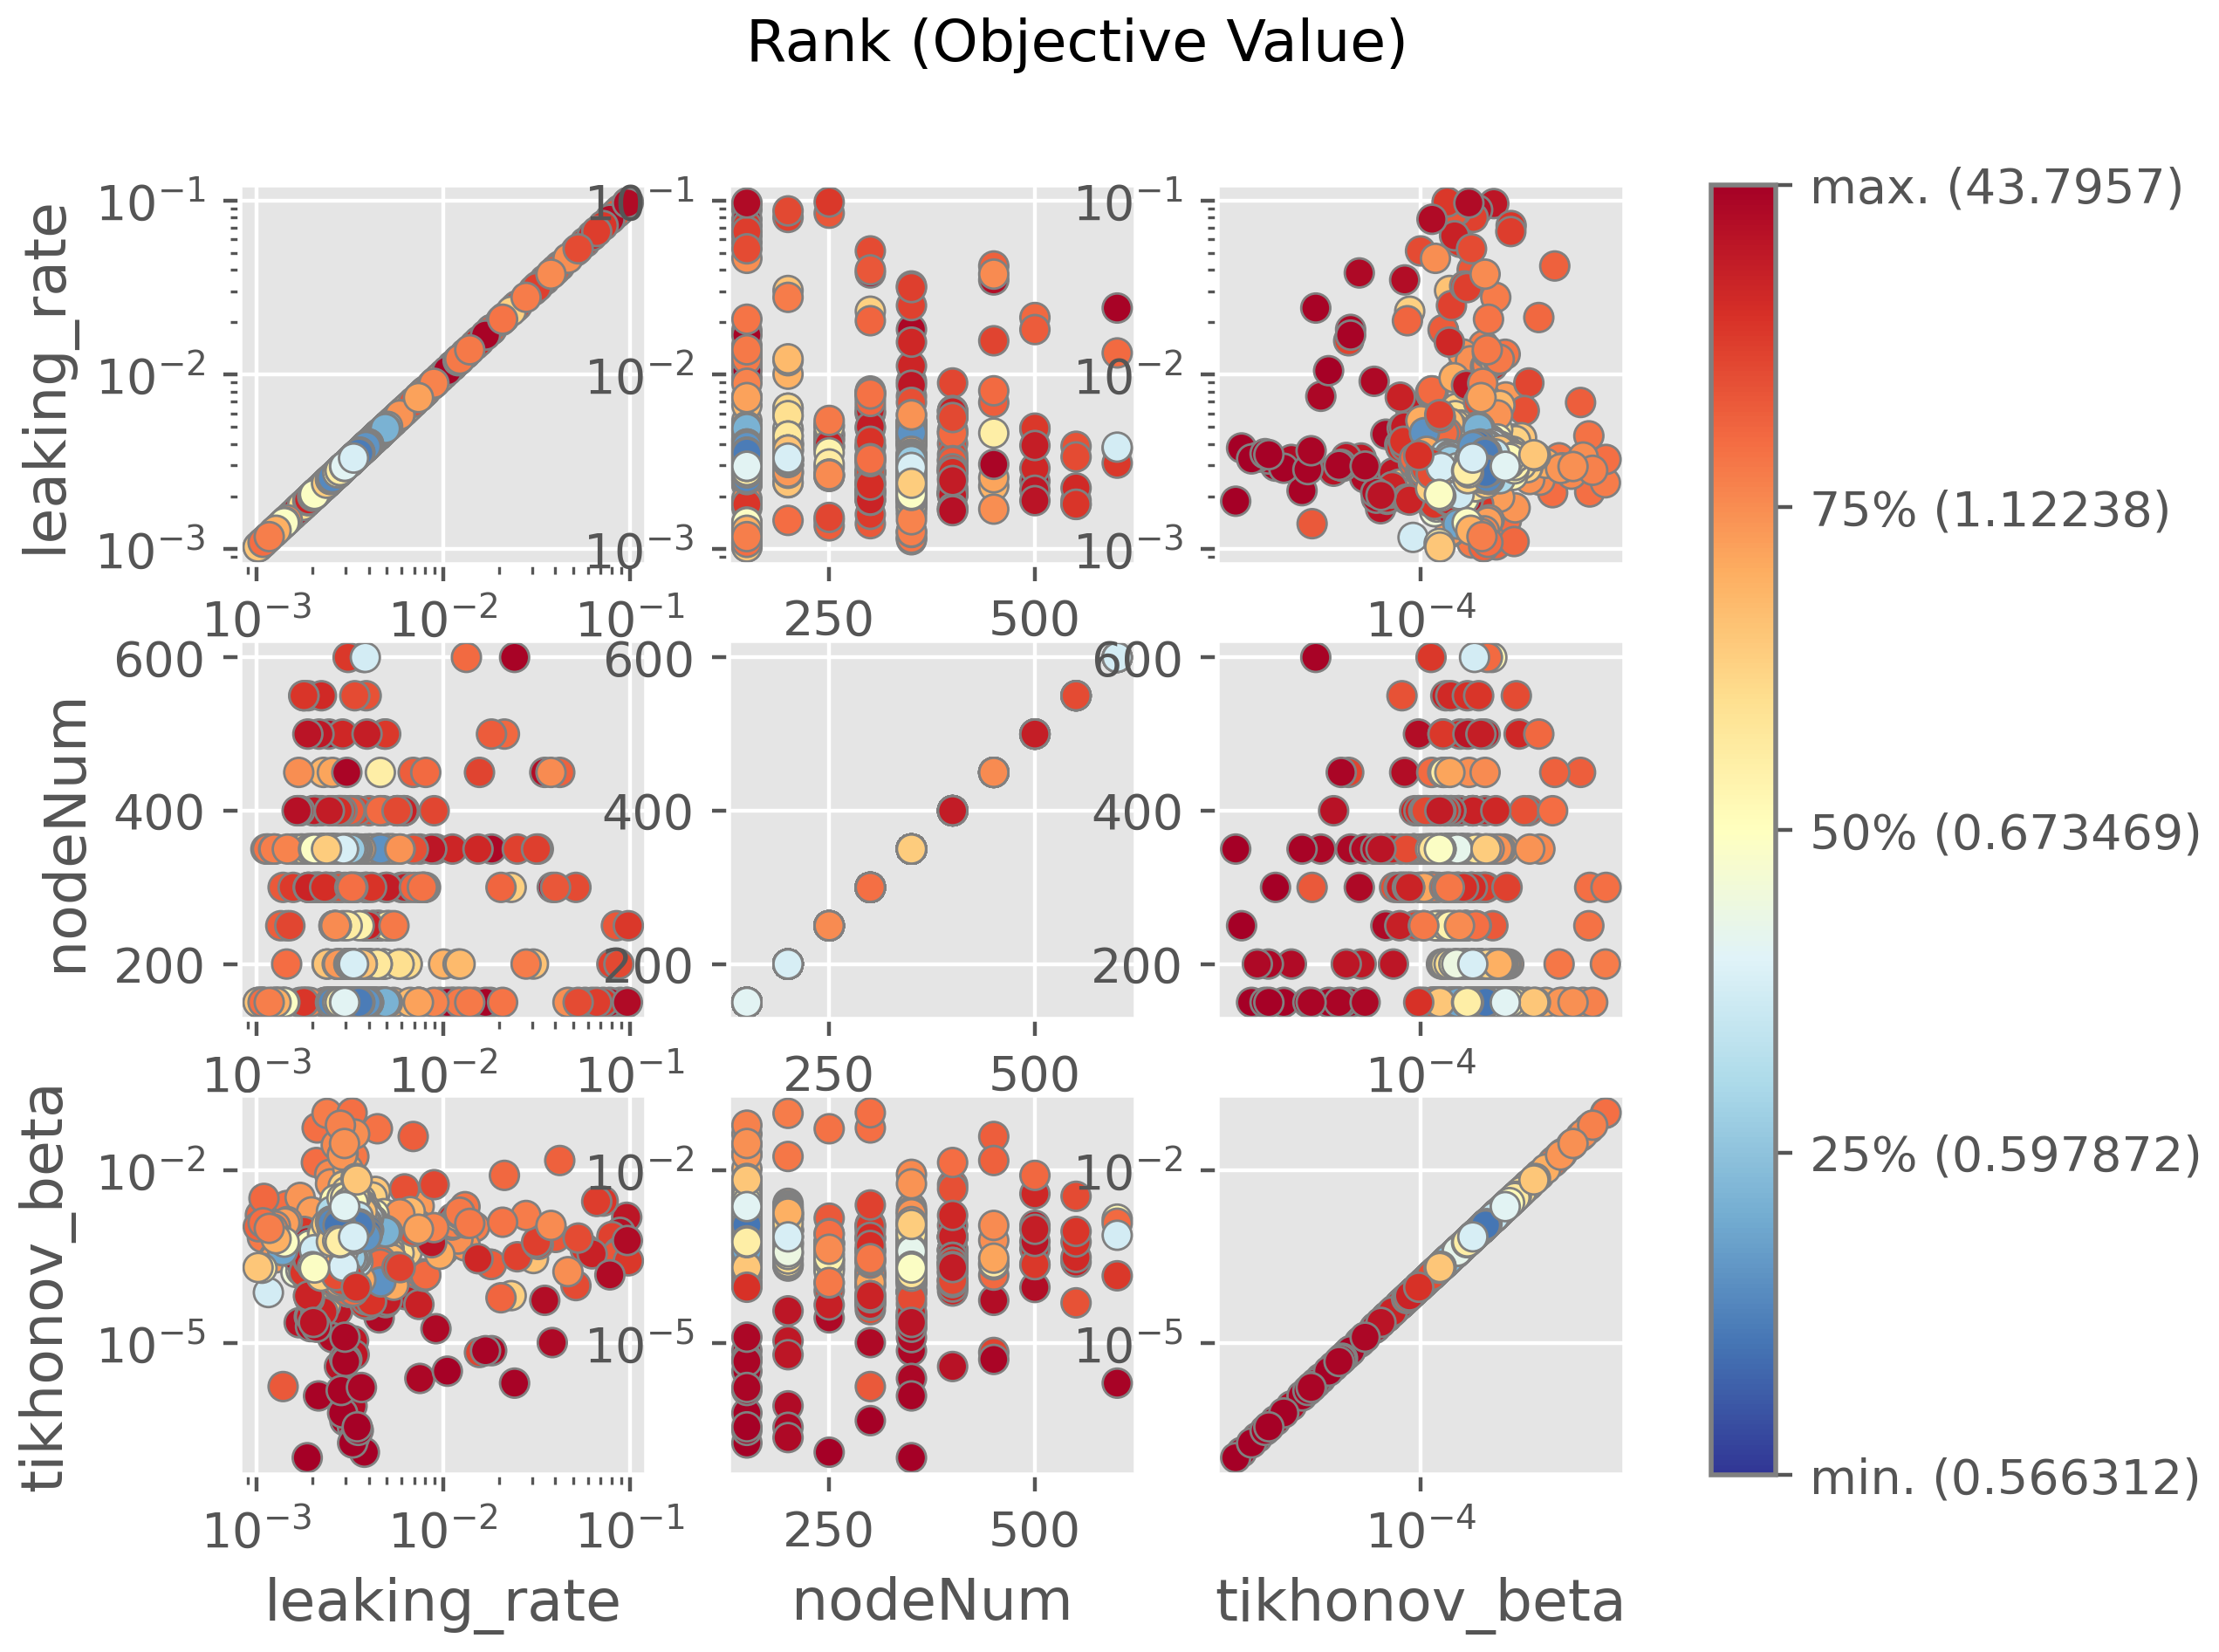 Rank (Objective Value)
leaking_rate
10⁻¹ 10⁻¹ 10⁻¹
10⁻² 10⁻² 10⁻²
10⁻³ 10⁻³ 10⁻³
10⁻³ 10⁻² 10⁻¹ 250 500 10⁻⁴
nodeNum
600 600 600
400 400 400
200 200 200
10⁻³ 10⁻² 10⁻¹ 250 500 10⁻⁴
tikhonov_beta
10⁻² 10⁻² 10⁻²
10⁻⁵ 10⁻⁵ 10⁻⁵
10⁻³ 10⁻² 10⁻¹ 250 500 10⁻⁴
leaking_rate nodeNum tikhonov_beta
max. (43.7957)
75% (1.12238)
50% (0.673469)
25% (0.597872)
min. (0.566312)